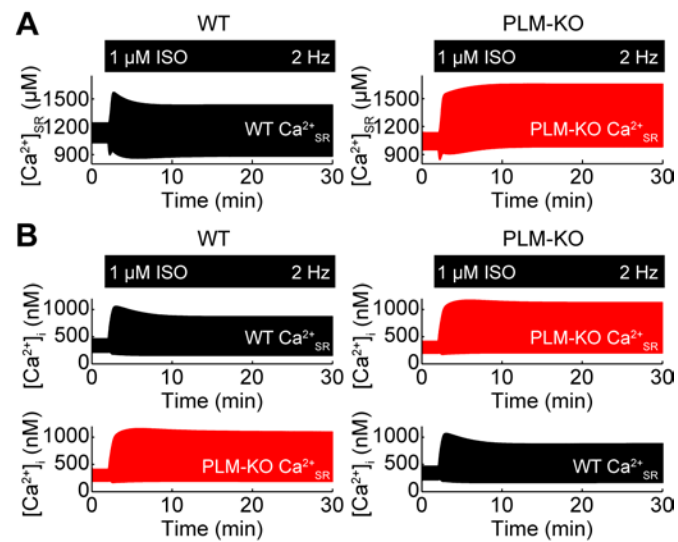 A
WT
PLM-KO
1 µM ISO 2 Hz
1 µM ISO 2 Hz
[Ca²⁺]SR (µM)
1500
1200
900
WT Ca²⁺SR
0 10 20 30
Time (min)
[Ca²⁺]SR (µM)
1500
1200
900
PLM-KO Ca²⁺SR
0 10 20 30
Time (min)
B
WT
PLM-KO
1 µM ISO 2 Hz
1 µM ISO 2 Hz
[Ca²⁺]i (nM)
1000
500
0
WT Ca²⁺SR
0 10 20 30
Time (min)
[Ca²⁺]i (nM)
1000
500
0
PLM-KO Ca²⁺SR
0 10 20 30
Time (min)
[Ca²⁺]i (nM)
1000
500
0
PLM-KO Ca²⁺SR
0 10 20 30
Time (min)
[Ca²⁺]i (nM)
1000
500
0
WT Ca²⁺SR
0 10 20 30
Time (min)